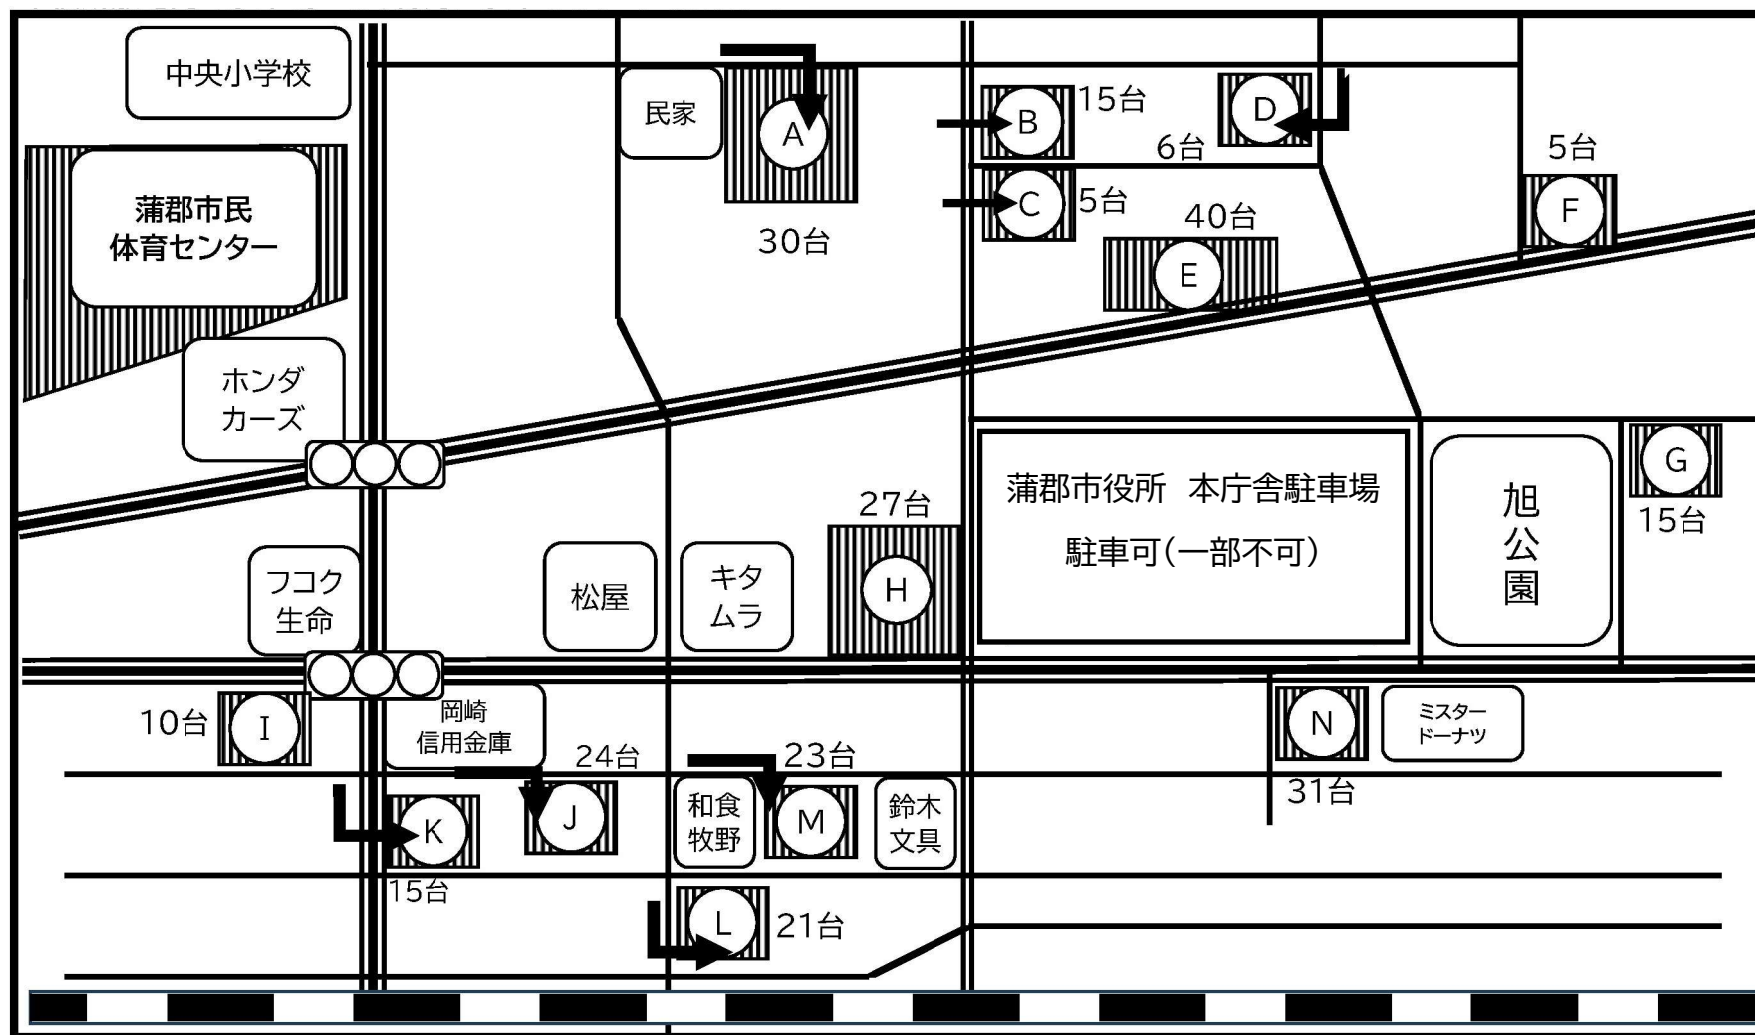 中央小学校
民家
A
30台
B
15台
D
6台
C
5台
5台
F
蒲郡市民
体育センター
40台
E
ホンダ
カーズ
蒲郡市役所 本庁舎駐車場
駐車可(一部不可)
旭公園
G
15台
27台
H
フコク
生命
松屋
キタ
ムラ
10台
I
岡崎
信用金庫
24台
J
K
15台
23台
和食
牧野
M
鈴木
文具
L
21台
N
31台
ミスター
ドーナツ